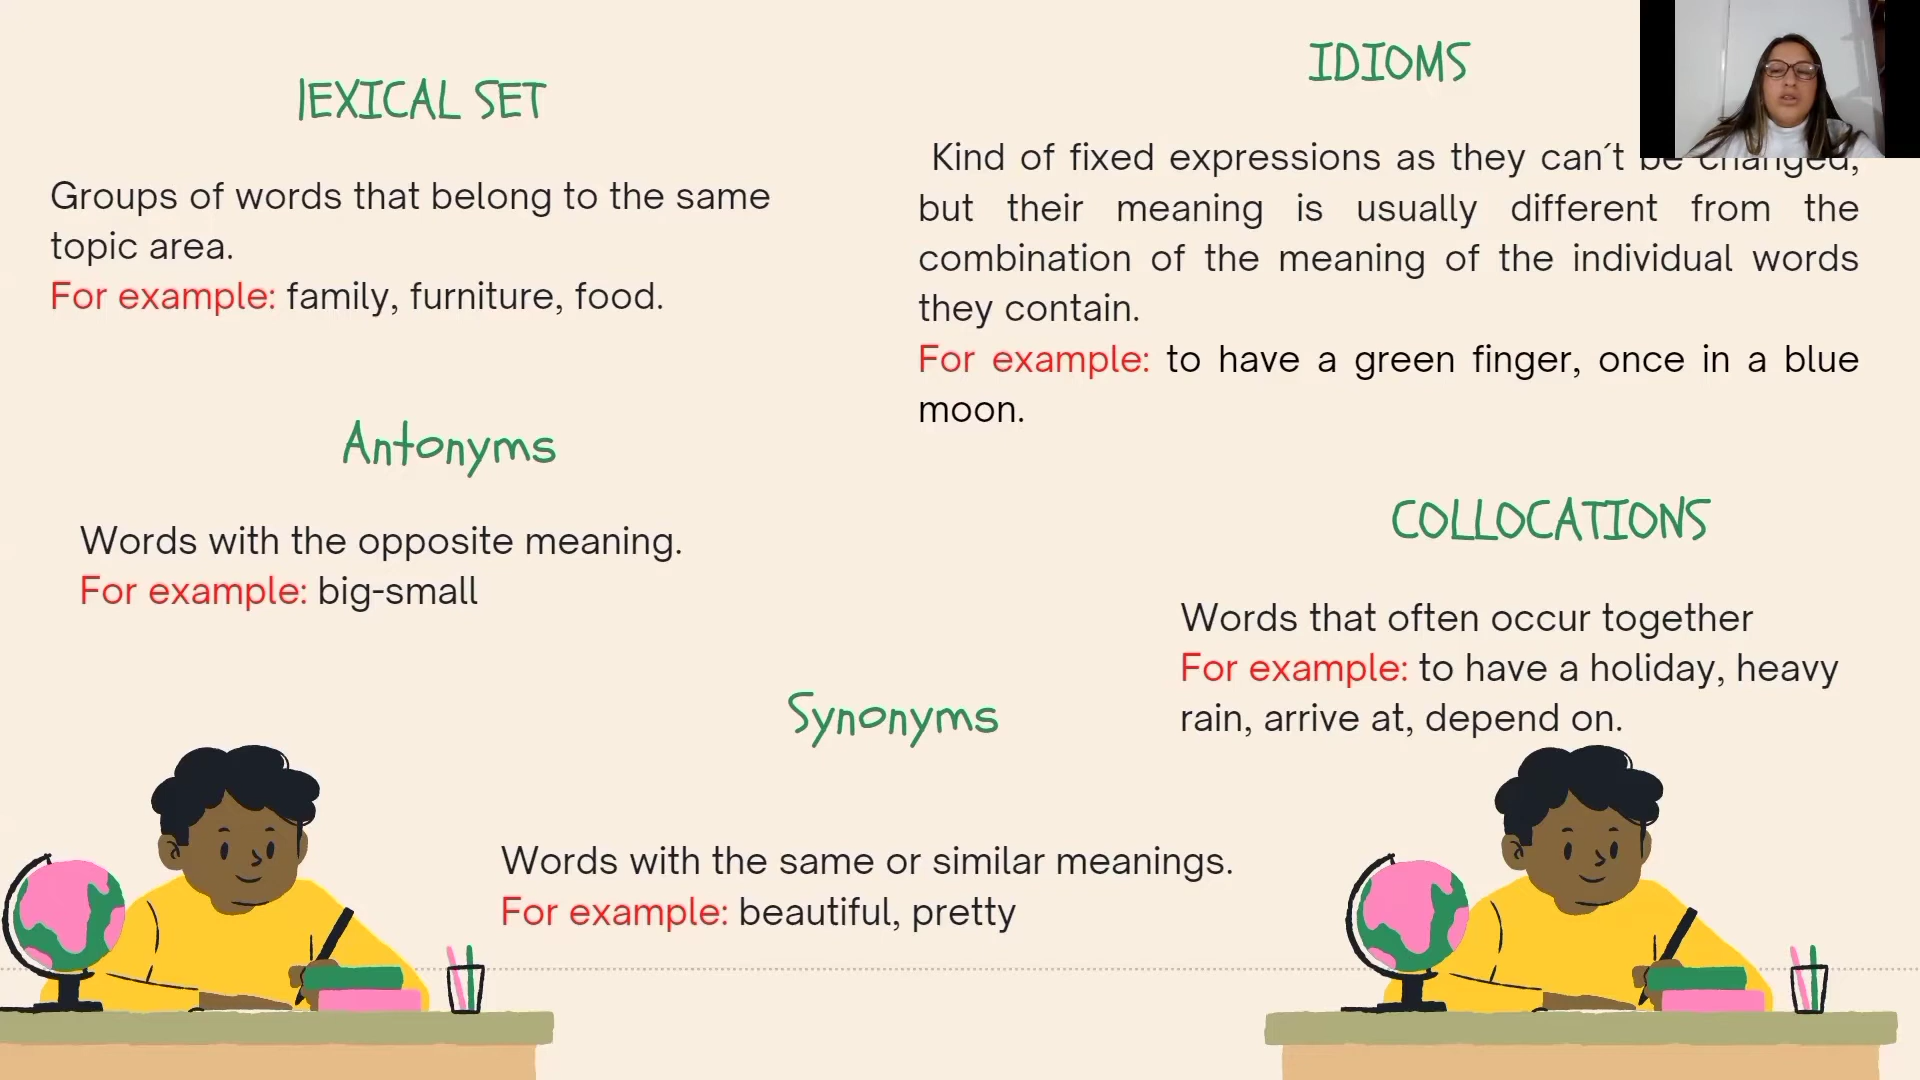 lEXICAL SET
Groups of words that belong to the same
topic area.
For example: family, furniture, food.
Antonyms
Words with the opposite meaning.
For example: big-small
Synonyms
Words with the same or similar meanings.
For example: beautiful, pretty
IDIOMS
Kind of fixed expressions as they can´t be changed,
but their meaning is usually different from the
combination of the meaning of the individual words
they contain.
For example: to have a green finger, once in a blue
moon.
COLLOCATIONS
Words that often occur together
For example: to have a holiday, heavy
rain, arrive at, depend on.